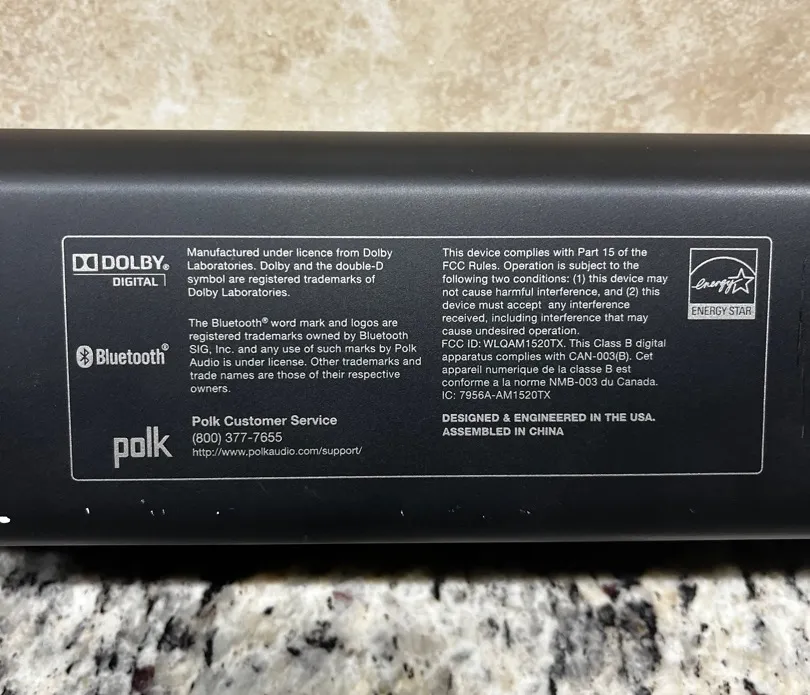 DOLBY®
DIGITAL
Manufactured under licence from Dolby
Laboratories. Dolby and the double-D
symbol are registered trademarks of
Dolby Laboratories.
Bluetooth®
The Bluetooth® word mark and logos are
registered trademarks owned by Bluetooth
SIG, Inc. and any use of such marks by Polk
Audio is under license. Other trademarks and
trade names are those of their respective
owners.
polk
Polk Customer Service
(800) 377-7655
http://www.polkaudio.com/support/
This device complies with Part 15 of the
FCC Rules. Operation is subject to the
following two conditions: (1) this device may
not cause harmful interference, and (2) this
device must accept any interference
received, including interference that may
cause undesired operation.
FCC ID: WLQAM1520TX. This Class B digital
apparatus complies with CAN-003(B). Cet
appareil numerique de la classe B est
conforme a la norme NMB-003 du Canada.
IC: 7956A-AM1520TX
DESIGNED & ENGINEERED IN THE USA.
ASSEMBLED IN CHINA
energy
ENERGY STAR